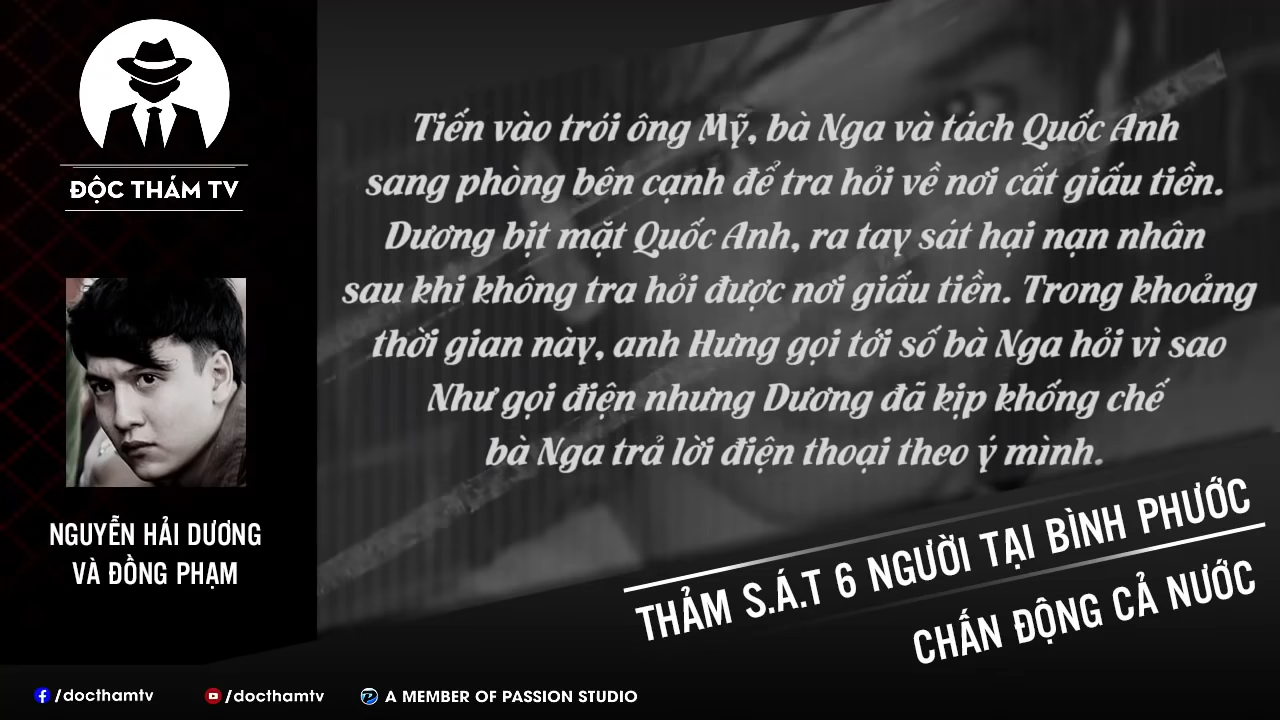 ĐỘC THÁM TV
NGUYỄN HẢI DƯƠNG
VÀ ĐỒNG PHẠM
Tiến vào trói ông Mỹ, bà Nga và tách Quốc Anh
sang phòng bên cạnh để tra hỏi về nơi cất giấu tiền.
Dương bịt mặt Quốc Anh, ra tay sát hại nạn nhân
sau khi không tra hỏi được nơi giấu tiền. Trong khoảng
thời gian này, anh Hưng gọi tới số bà Nga hỏi vì sao
Như gọi điện nhưng Dương đã kịp khống chế
bà Nga trả lời điện thoại theo ý mình.
THẢM S.Á.T 6 NGƯỜI TẠI BÌNH PHƯỚC
CHẤN ĐỘNG CẢ NƯỚC
/docthamtv
/docthamtv
A MEMBER OF PASSION STUDIO